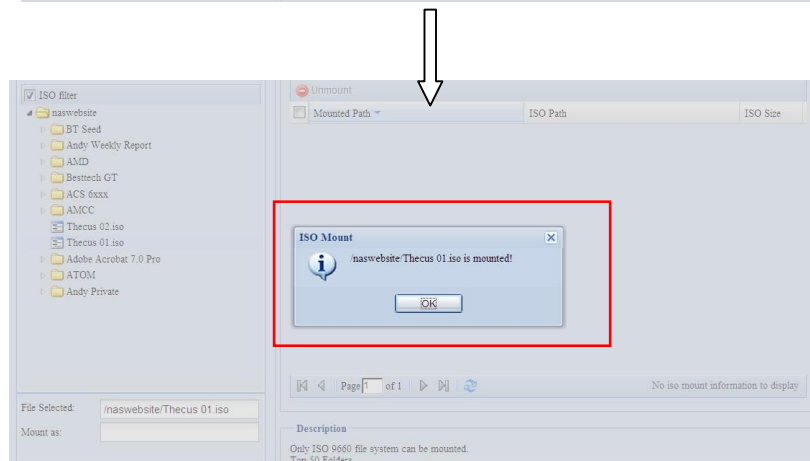 ISO filter
naswebsite
BT Seed
Andy Weekly Report
AMD
Besttech GT
ACS 6xxx
AMCC
Thecus 02.iso
Thecus 01.iso
Adobe Acrobat 7.0 Pro
ATOM
Andy Private
File Selected: /naswebsite/Thecus 01.iso
Mount as:
Unmount
Mounted Path ISO Path ISO Size
ISO Mount
/naswebsite/Thecus 01.iso is mounted!
OK
Page 1 of 1 No iso mount information to display
Description
Only ISO 9660 file system can be mounted.
Top 50 Folders